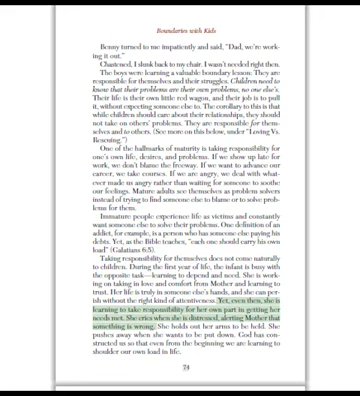 Boundaries with Kids
Benny turned to me impatiently and said, "Dad, we're work-
ing it out."
Chastened, I slunk back to my chair. I wasn't needed right then.
The boys were learning a valuable boundary lesson: They are
responsible for themselves and their struggles. Children need to
know that their problems are their own problems, no one else's.
Their life is their own little red wagon, and their job is to pull
it, without expecting someone else to. The corollary to this is that
while children should care about their relationships, they should
not take on others' problems. They are responsible for them-
selves and to others. (See more on this below, under "Loving Vs.
Rescuing.")
One of the hallmarks of maturity is taking responsibility for
one's own life, desires, and problems. If we show up late for
work, we don't blame the freeway. If we want to advance our
career, we take courses. If we are angry, we deal with what-
ever made us angry rather than waiting for someone to soothe
our feelings. Mature adults see themselves as problem solvers
instead of trying to find someone else to blame or to solve prob-
lems for them.
Immature people experience life as victims and constantly
want someone else to solve their problems. One definition of an
addict, for example, is a person who has someone else paying his
debts. Yet, as the Bible teaches, "each one should carry his own
load" (Galatians 6:5).
Taking responsibility for themselves does not come naturally
to children. During the first year of life, the infant is busy with
the opposite task—learning to depend and need. She is work-
ing on taking in love and comfort from Mother and learning to
trust. Her life is truly in someone else's hands, and she can per-
ish without the right kind of attentiveness. Yet, even then, she is
learning to take responsibility for her own part in getting her
needs met. She cries when she is distressed, alerting Mother that
something is wrong. She holds out her arms to be held. She
pushes away when she wants to be put down. God has con-
structed us so that even from the beginning we are learning to
shoulder our own load in life.
74